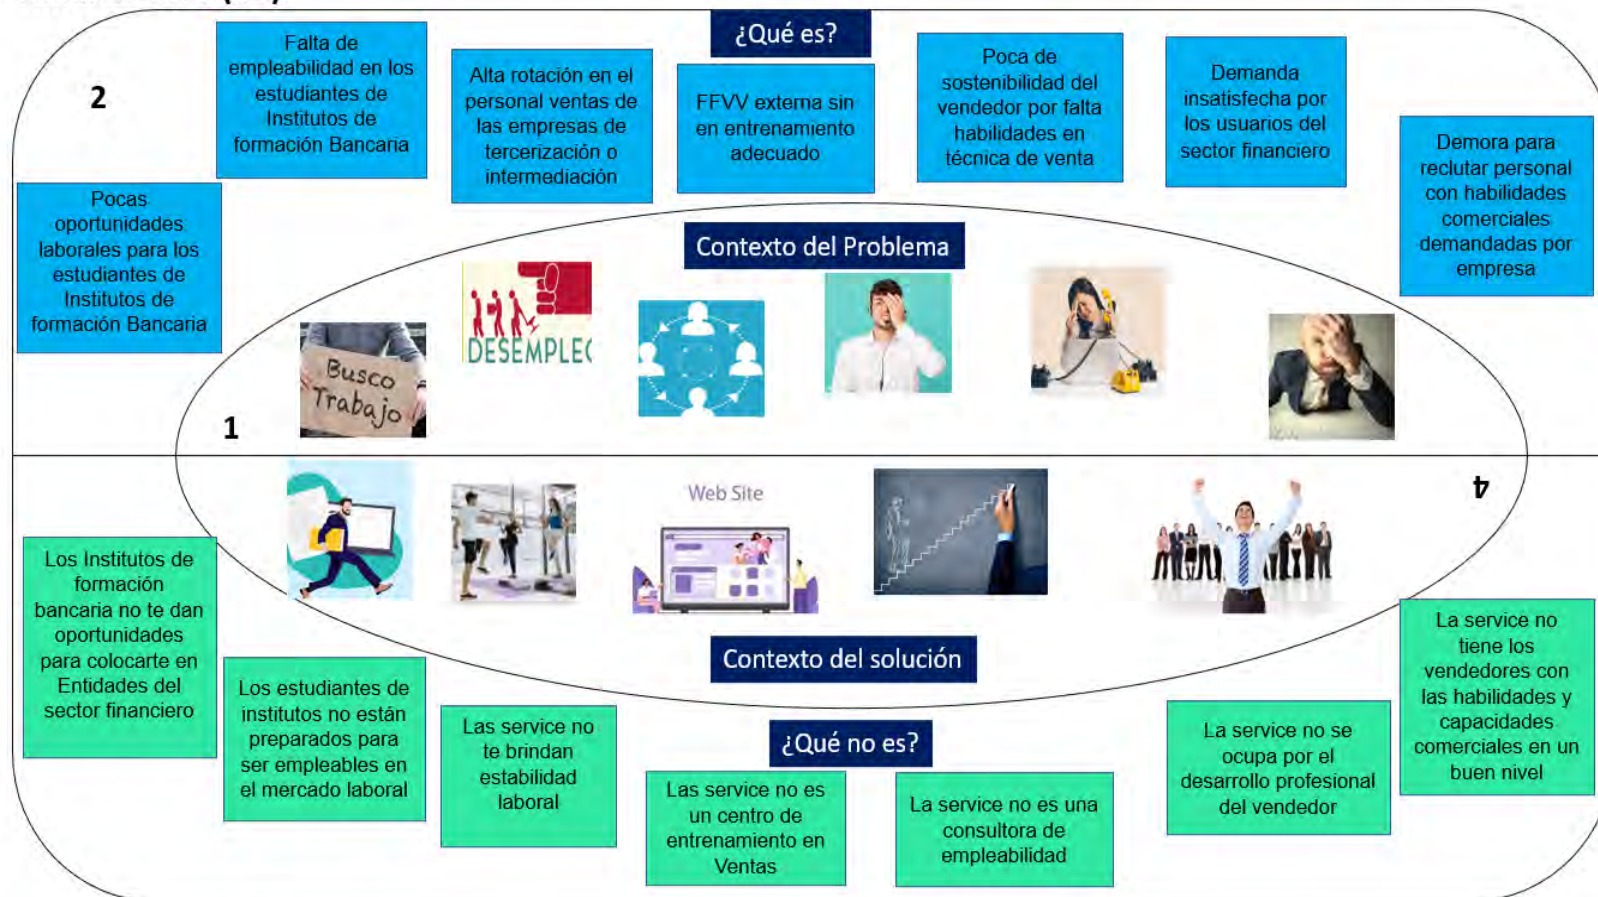 ¿Qué es?
2
Falta de
empleabilidad en los
estudiantes de
Institutos de
formación Bancaria
Alta rotación en el
personal ventas de
las empresas de
tercerización o
intermediación
FFVV externa sin
en entrenamiento
adecuado
Poca de
sostenibilidad del
vendedor por falta
habilidades en
técnica de venta
Demanda
insatisfecha por
los usuarios del
sector financiero
Demora para
reclutar personal
con habilidades
comerciales
demandadas por
empresa
Pocas
oportunidades
laborales para los
estudiantes de
Institutos de
formación Bancaria
Contexto del Problema
Busco
Trabajo
DESEMPLEO
1
4
Web Site
Contexto del solución
¿Qué no es?
Los Institutos de
formación
bancaria no te dan
oportunidades
para colocarte en
Entidades del
sector financiero
Los estudiantes de
institutos no están
preparados para
ser empleables en
el mercado laboral
Las service no
te brindan
estabilidad
laboral
Las service no es
un centro de
entrenamiento en
Ventas
La service no es una
consultora de
empleabilidad
La service no se
ocupa por el
desarrollo profesional
del vendedor
La service no
tiene los
vendedores con
las habilidades y
capacidades
comerciales en un
buen nivel